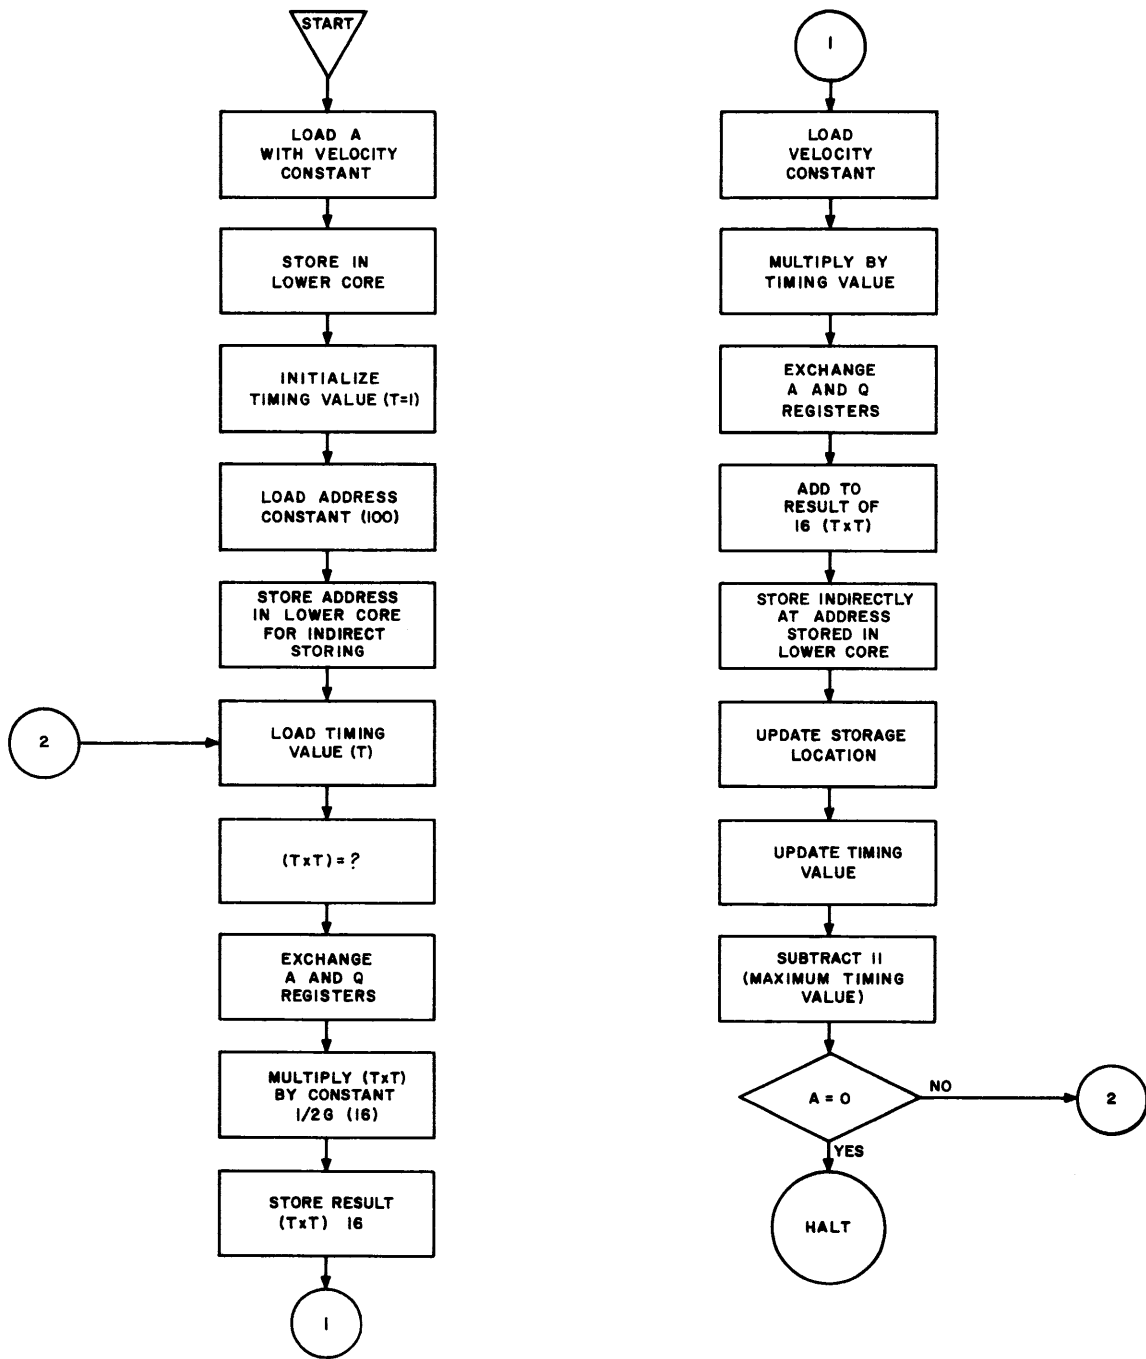 START
LOAD A
WITH VELOCITY
CONSTANT
STORE IN
LOWER CORE
INITIALIZE
TIMING VALUE (T=1)
LOAD ADDRESS
CONSTANT (100)
STORE ADDRESS
IN LOWER CORE
FOR INDIRECT
STORING
2
LOAD TIMING
VALUE (T)
(TxT) = ?
EXCHANGE
A AND Q
REGISTERS
MULTIPLY (TxT)
BY CONSTANT
1/2G (16)
STORE RESULT
(TxT) 16
1
1
LOAD
VELOCITY
CONSTANT
MULTIPLY BY
TIMING VALUE
EXCHANGE
A AND Q
REGISTERS
ADD TO
RESULT OF
16 (TxT)
STORE INDIRECTLY
AT ADDRESS
STORED IN
LOWER CORE
UPDATE STORAGE
LOCATION
UPDATE TIMING
VALUE
SUBTRACT 11
(MAXIMUM TIMING
VALUE)
A = 0
NO
2
YES
HALT